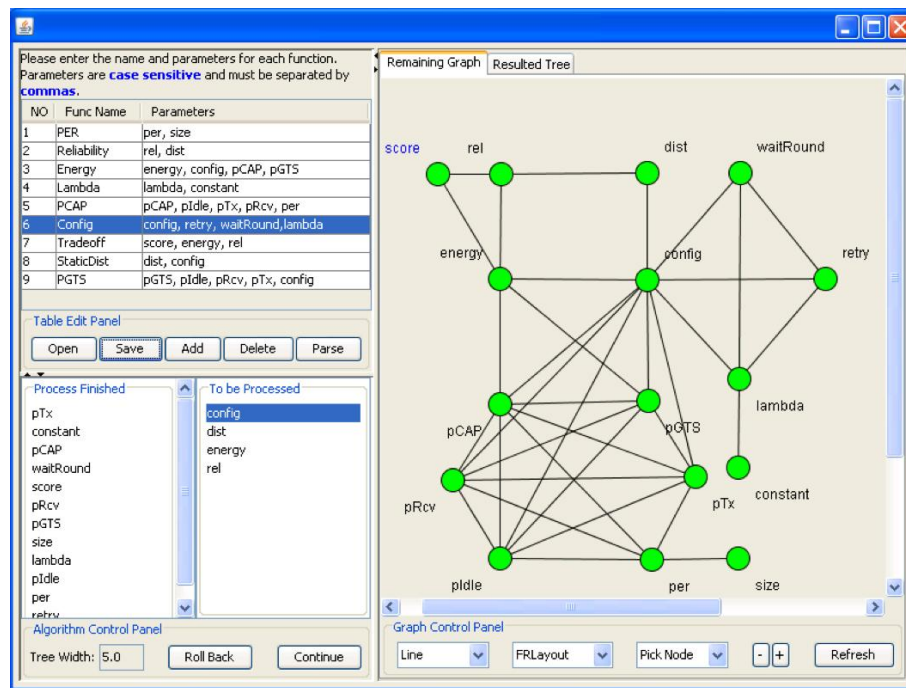 Please enter the name and parameters for each function.
Parameters are case sensitive and must be separated by
commas.
NO Func Name Parameters
1 PER per, size
2 Reliability rel, dist
3 Energy energy, config, pCAP, pGTS
4 Lambda lambda, constant
5 PCAP pCAP, pIdle, pTx, pRcv, per
6 Config config, retry, waitRound,lambda
7 Tradeoff score, energy, rel
8 StaticDist dist, config
9 PGTS pGTS, pIdle, pRcv, pTx, config
Table Edit Panel
Open Save Add Delete Parse
Process Finished
pTx
constant
pCAP
waitRound
score
pRcv
pGTS
size
lambda
pIdle
per
retry
To be Processed
config
dist
energy
rel
Algorithm Control Panel
Tree Width: 5.0 Roll Back Continue
Remaining Graph Resulted Tree
score rel dist waitRound
energy config retry
lambda
pCAP pGTS
constant
pRcv pTx
pIdle per size
Graph Control Panel
Line FRLayout Pick Node - + Refresh